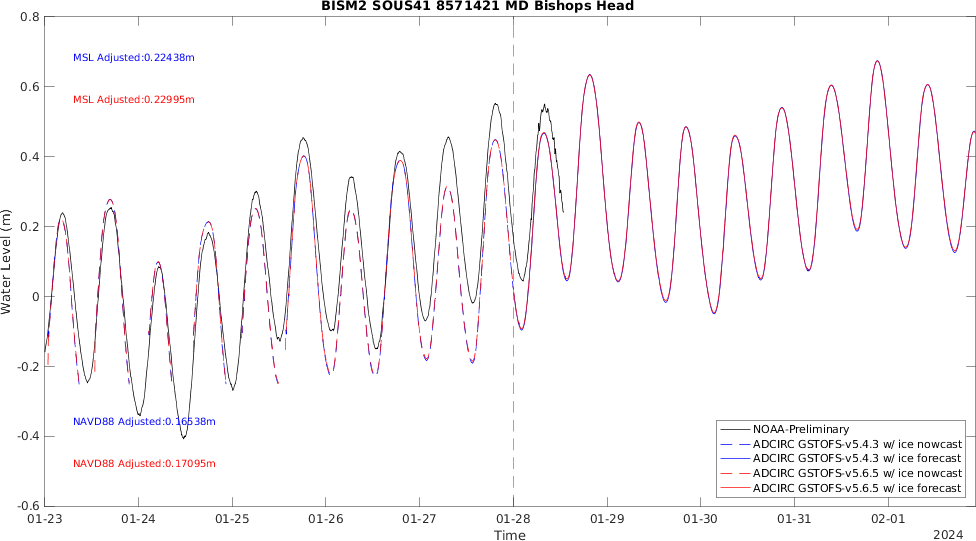 BISM2 SOUS41 8571421 MD Bishops Head
0.8
MSL Adjusted:0.22438m
0.6
MSL Adjusted:0.22995m
0.4
0.2
Water Level (m)
0
-0.2
NAVD88 Adjusted:0.16538m
-0.4
NAVD88 Adjusted:0.17095m
-0.6
NOAA-Preliminary
ADCIRC GSTOFS-v5.4.3 w/ ice nowcast
ADCIRC GSTOFS-v5.4.3 w/ ice forecast
ADCIRC GSTOFS-v5.6.5 w/ ice nowcast
ADCIRC GSTOFS-v5.6.5 w/ ice forecast
01-23 01-24 01-25 01-26 01-27 01-28 01-29 01-30 01-31 02-01
Time
2024